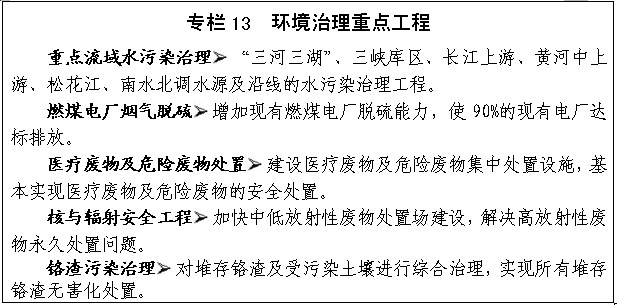 专栏 13 环境治理重点工程
重点流域水污染治理➢ “三河三湖”、三峡库区、长江上游、黄河中上
游、松花江、南水北调水源及沿线的水污染治理工程。
燃煤电厂烟气脱硫➢增加现有燃煤电厂脱硫能力，使 90%的现有电厂达
标排放。
医疗废物及危险废物处置➢建设医疗废物及危险废物集中处置设施，基
本实现医疗废物及危险废物的安全处置。
核与辐射安全工程➢加快中低放射性废物处置场建设，解决高放射性废
物永久处置问题。
铬渣污染治理➢对堆存铬渣及受污染土壤进行综合治理，实现所有堆存
铬渣无害化处置。